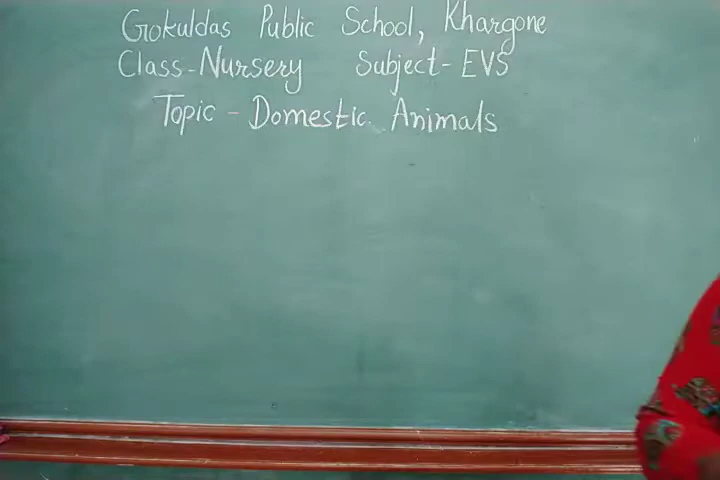 Gokuldas Public School, Khargone
Class-Nursery Subject- EVS
Topic - Domestic Animals